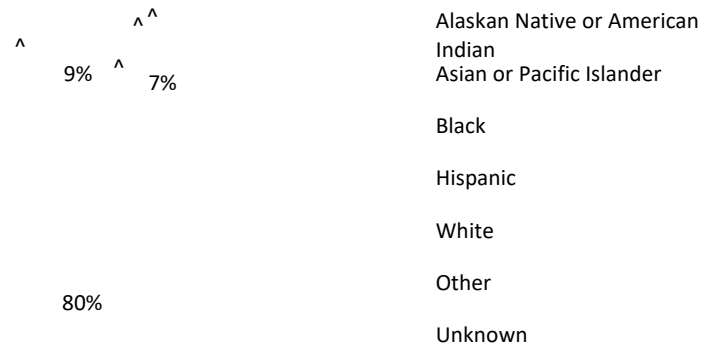 ^ ^
^
9% ^ 7%
80%
Alaskan Native or American
Indian
Asian or Pacific Islander
Black
Hispanic
White
Other
Unknown